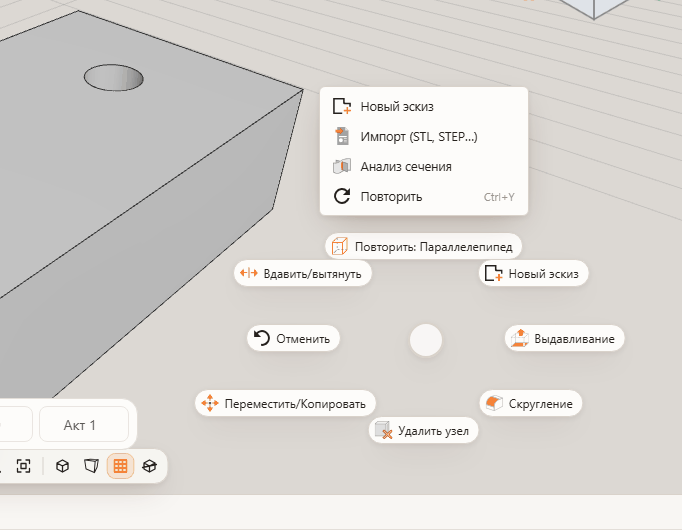 Новый эскиз
Импорт (STL, STEP...)
Анализ сечения
Повторить Ctrl+Y
Повторить: Параллелепипед
Вдавить/вытянуть
Новый эскиз
Отменить
Выдавливание
Переместить/Копировать
Скругление
Удалить узел
Акт 1